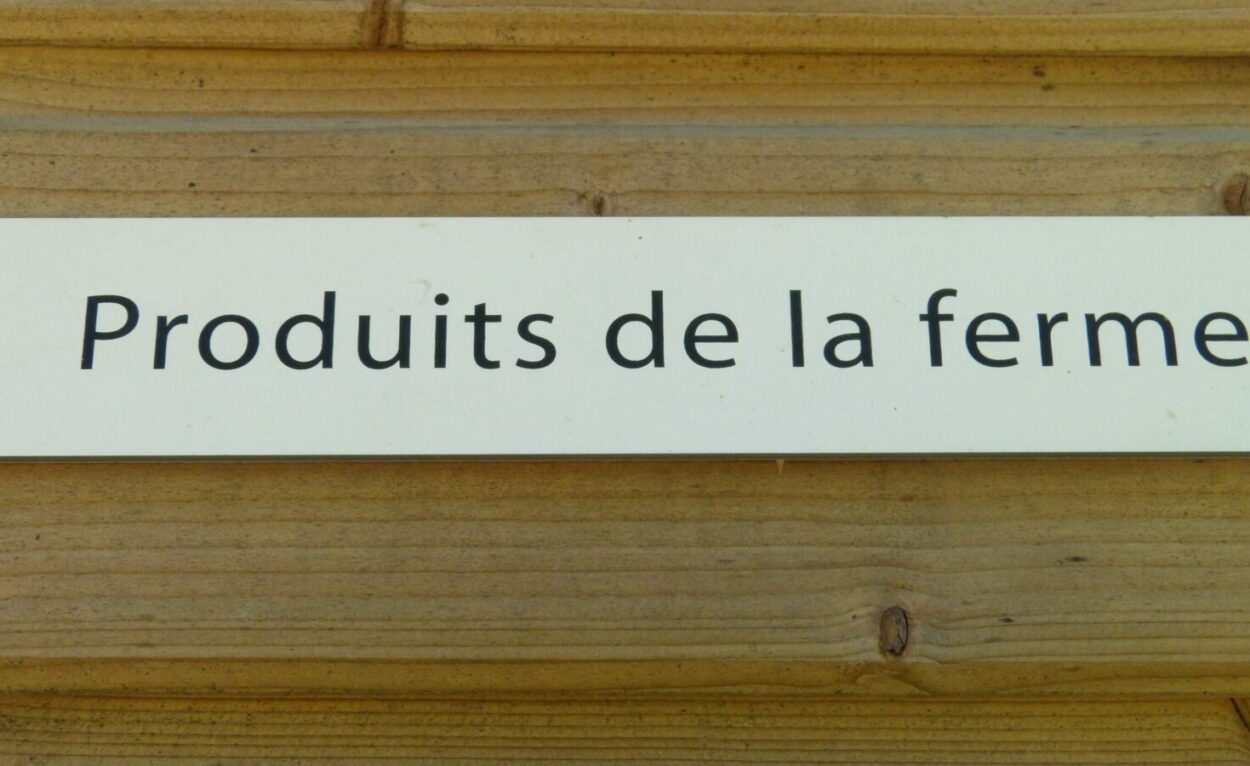 Produits de la ferme